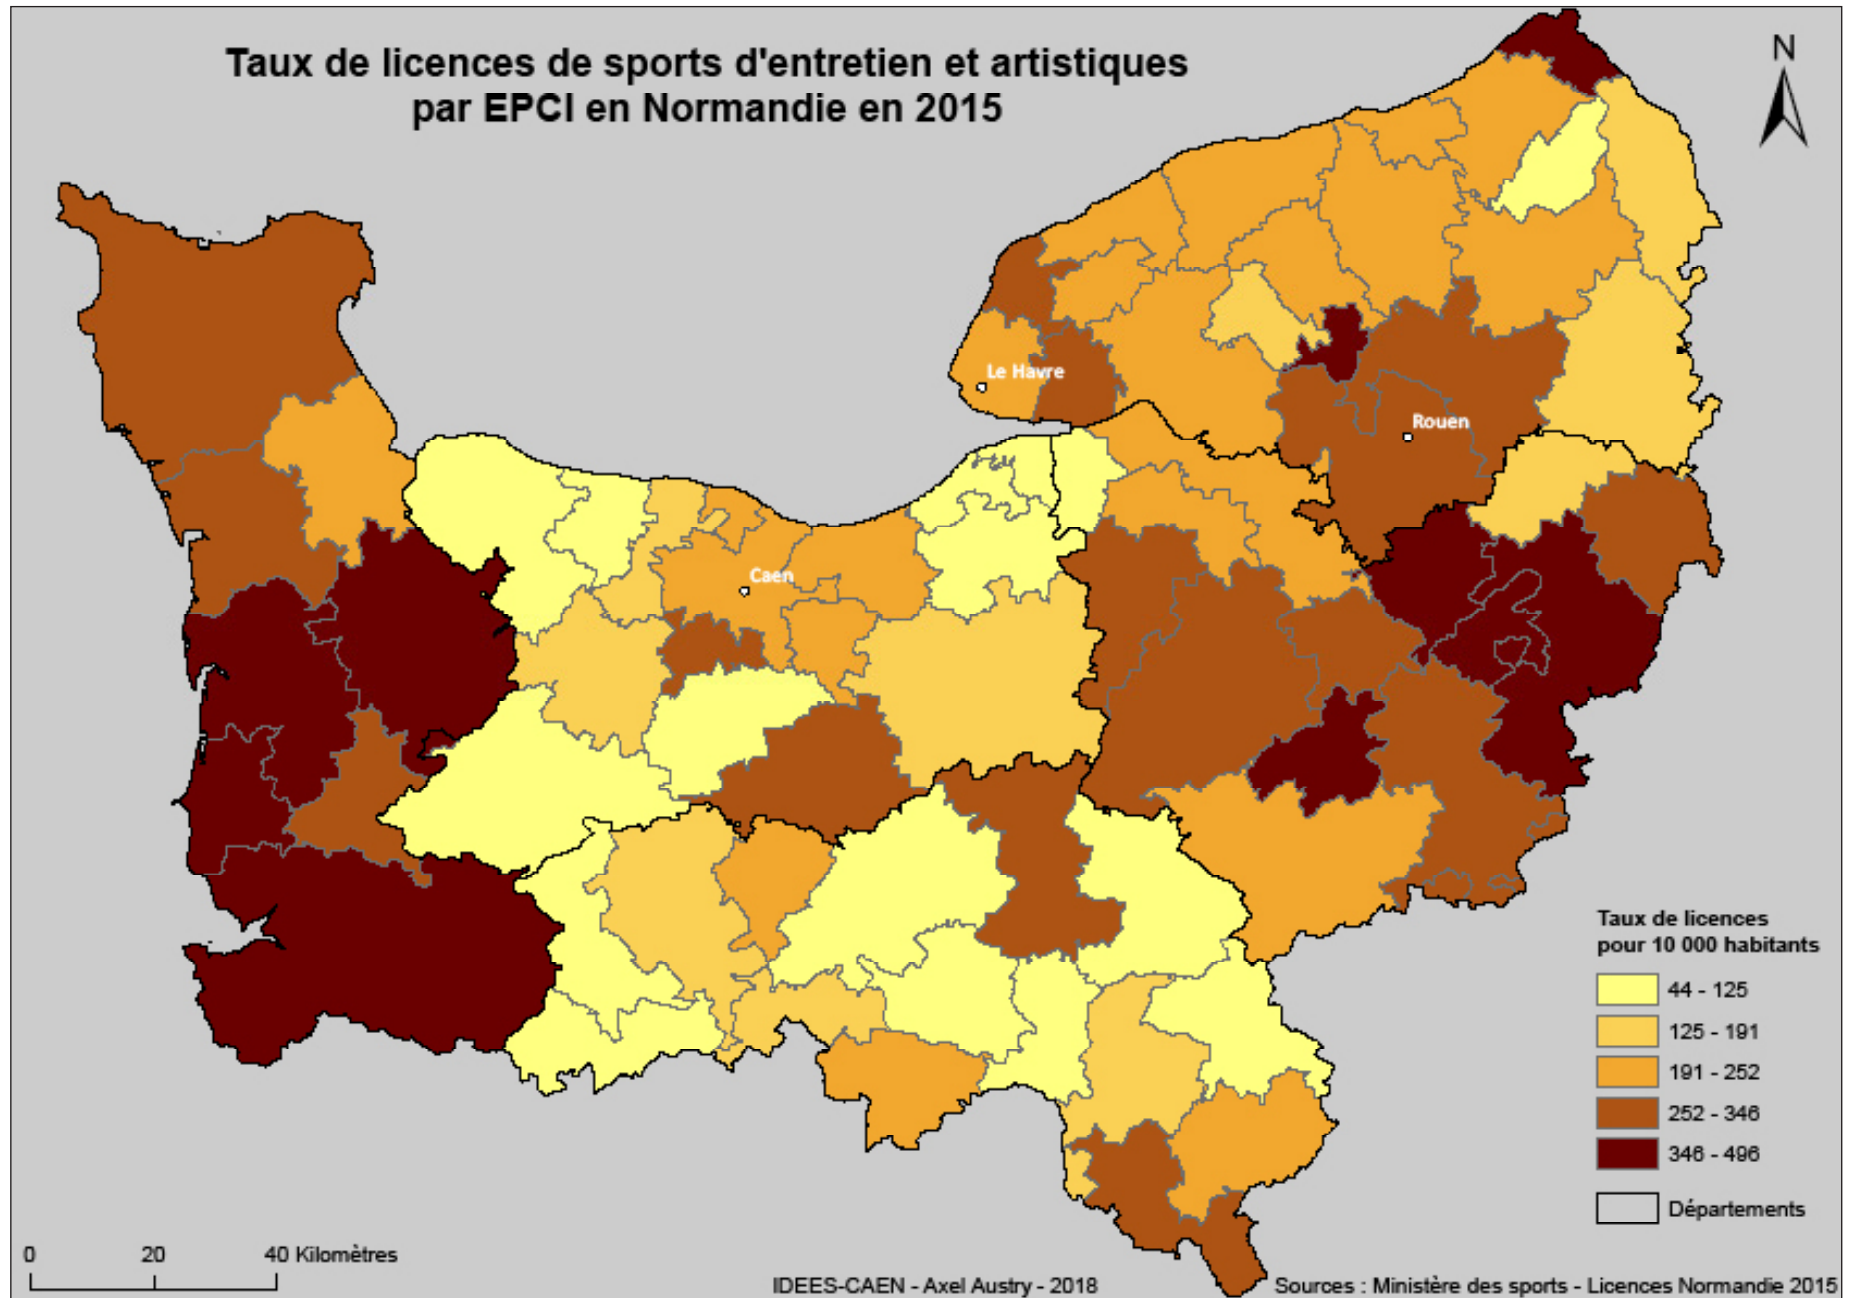 Taux de licences de sports d'entretien et artistiques
par EPCI en Normandie en 2015
N
Le Havre
Rouen
Caen
Taux de licences
pour 10 000 habitants
44 - 125
125 - 191
191 - 252
252 - 346
346 - 496
Départements
0 20 40 Kilomètres
IDEES-CAEN - Axel Austry - 2018 Sources : Ministère des sports - Licences Normandie 2015